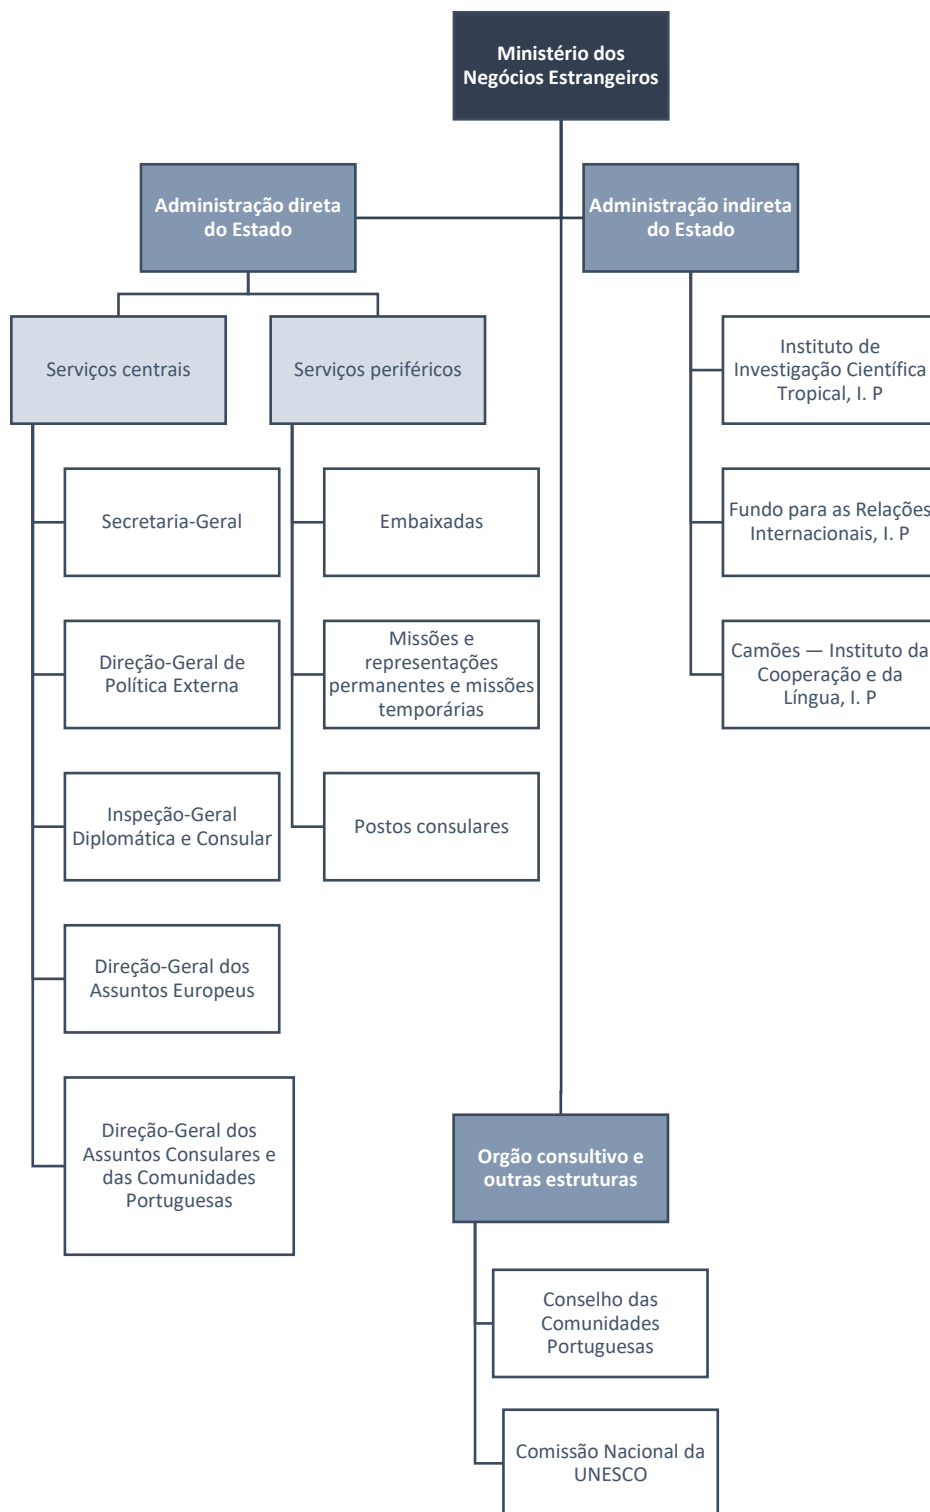 Ministério dos
Negócios Estrangeiros
Administração direta
do Estado
Administração indireta
do Estado
Serviços centrais
Serviços periféricos
Instituto de
Investigação Científica
Tropical, I. P
Secretaria-Geral
Embaixadas
Fundo para as Relações
Internacionais, I. P
Direção-Geral de
Política Externa
Missões e
representações
permanentes e missões
temporárias
Camões — Instituto da
Cooperação e da
Língua, I. P
Inspeção-Geral
Diplomática e Consular
Postos consulares
Direção-Geral dos
Assuntos Europeus
Direção-Geral dos
Assuntos Consulares e
das Comunidades
Portuguesas
Orgão consultivo e
outras estruturas
Conselho das
Comunidades
Portuguesas
Comissão Nacional da
UNESCO